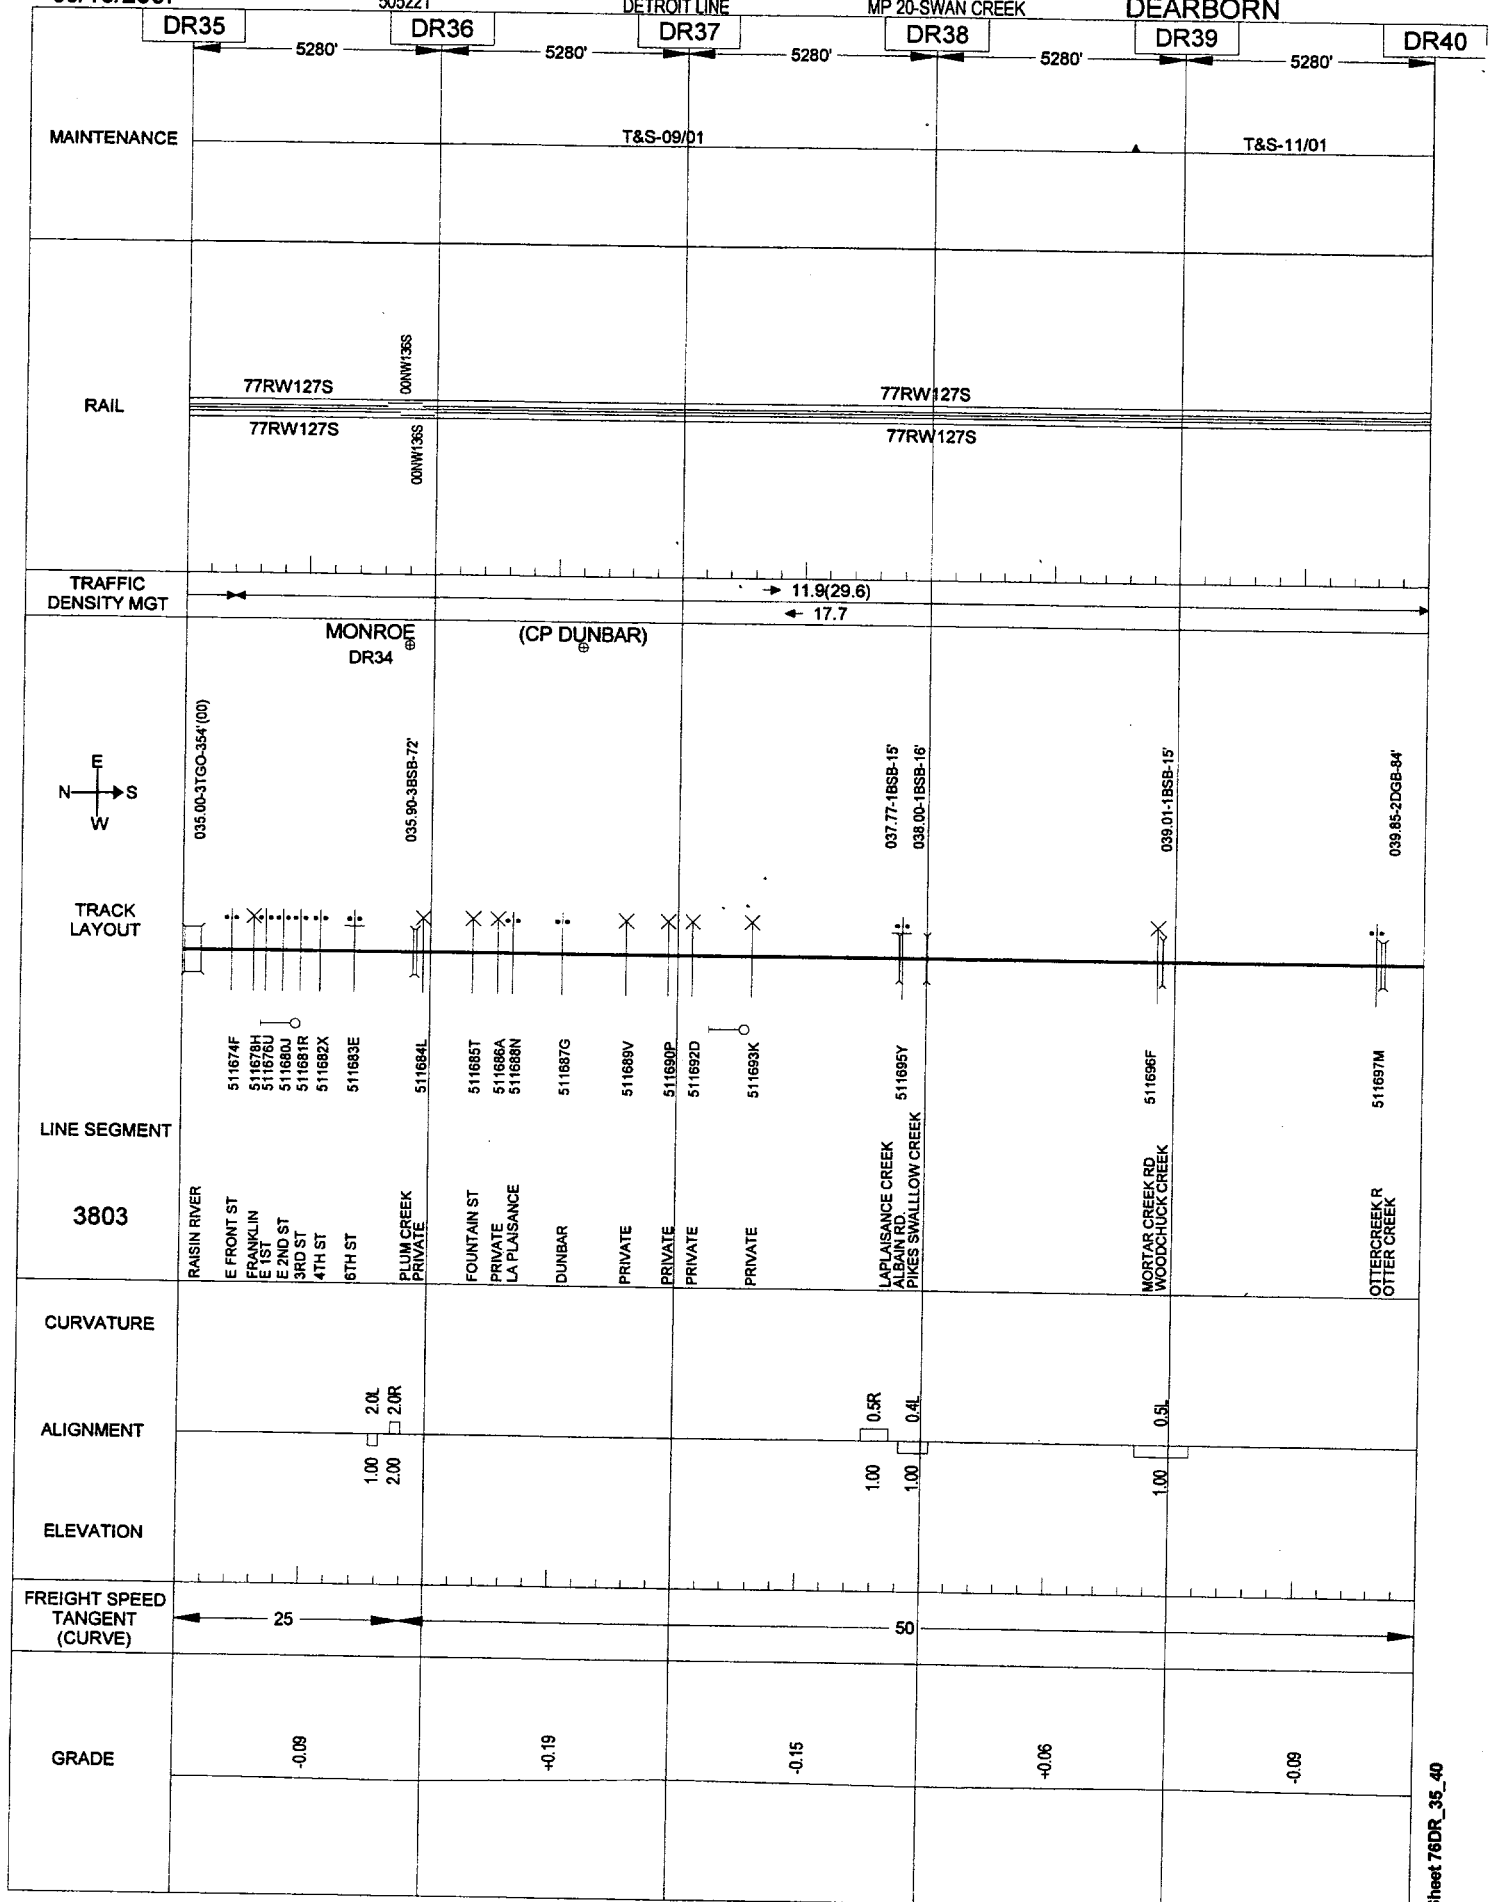 505221
DETROIT LINE
MP 20-SWAN CREEK
DEARBORN
DR35
DR36
DR37
DR38
DR39
DR40
5280'
5280'
5280'
5280'
5280'
MAINTENANCE
T&S-09/01
T&S-11/01
RAIL
77RW127S
00NW136S
77RW127S
77RW127S
00NW136S
77RW127S
TRAFFIC
DENSITY MGT
11.9(29.6)
17.7
MONROE
DR34
(CP DUNBAR)
E
N
S
W
035.00-3TGO-354'(00)
035.90-3BSB-72'
037.77-1BSB-15'
038.00-1BSB-16'
039.01-1BSB-15'
039.85-2DGB-84'
TRACK
LAYOUT
511674F
511678H
511676U
511680J
511681R
511682X
511683E
511684L
511685T
511686A
511688N
511687G
511689V
511690P
511692D
511693K
511695Y
511696F
511697M
LINE SEGMENT
3803
RAISIN RIVER
E FRONT ST
FRANKLIN
E 1ST
E 2ND ST
3RD ST
4TH ST
6TH ST
PLUM CREEK
PRIVATE
FOUNTAIN ST
PRIVATE
LA PLAISANCE
DUNBAR
PRIVATE
PRIVATE
PRIVATE
PRIVATE
LAPLAISANCE CREEK
ALBAIN RD.
PIKES SWALLLOW CREEK
MORTAR CREEK RD
WOODCHUCK CREEK
OTTERCREEK R
OTTER CREEK
CURVATURE
2.0L
2.0R
0.5R
0.4L
0.5L
ALIGNMENT
1.00
2.00
1.00
1.00
1.00
ELEVATION
FREIGHT SPEED
TANGENT
(CURVE)
25
50
GRADE
-0.09
+0.19
-0.15
+0.06
-0.09
Sheet 76DR_35_40